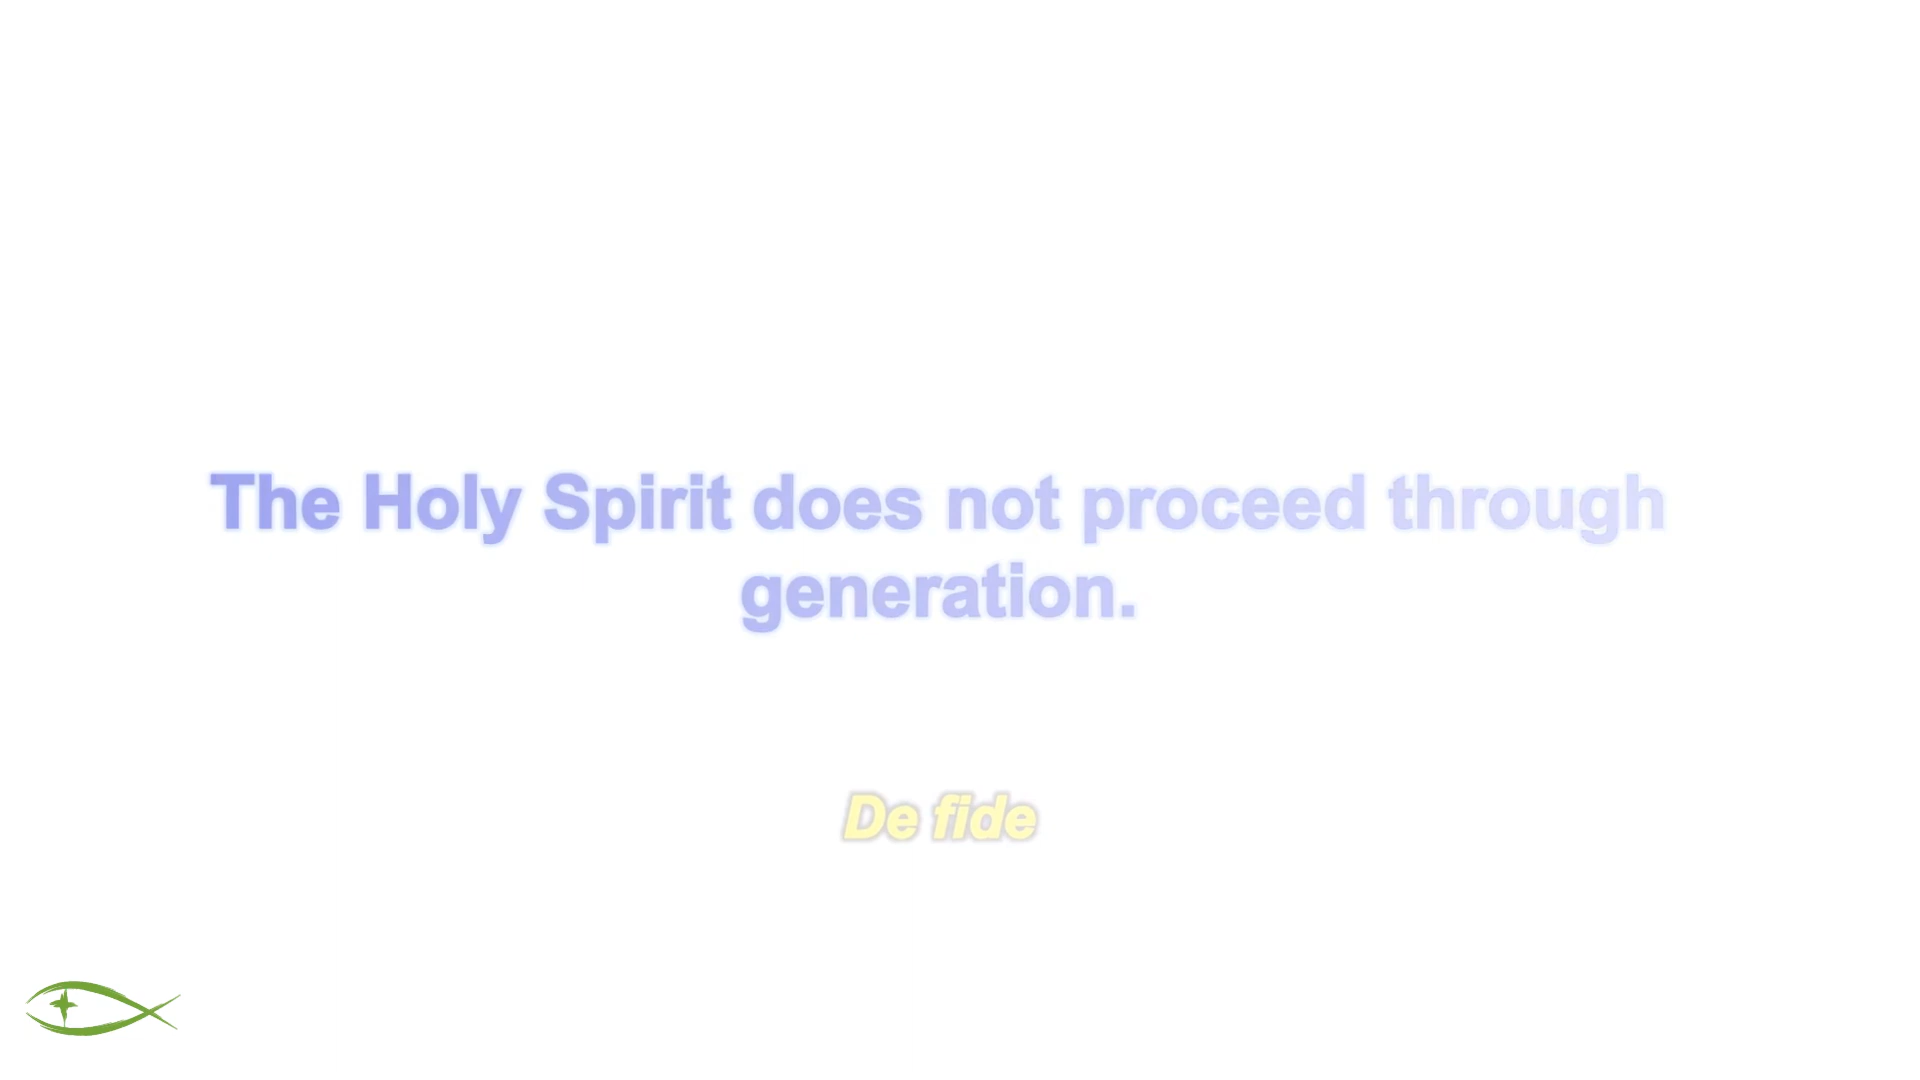 The Holy Spirit does not proceed through
generation.
De fide